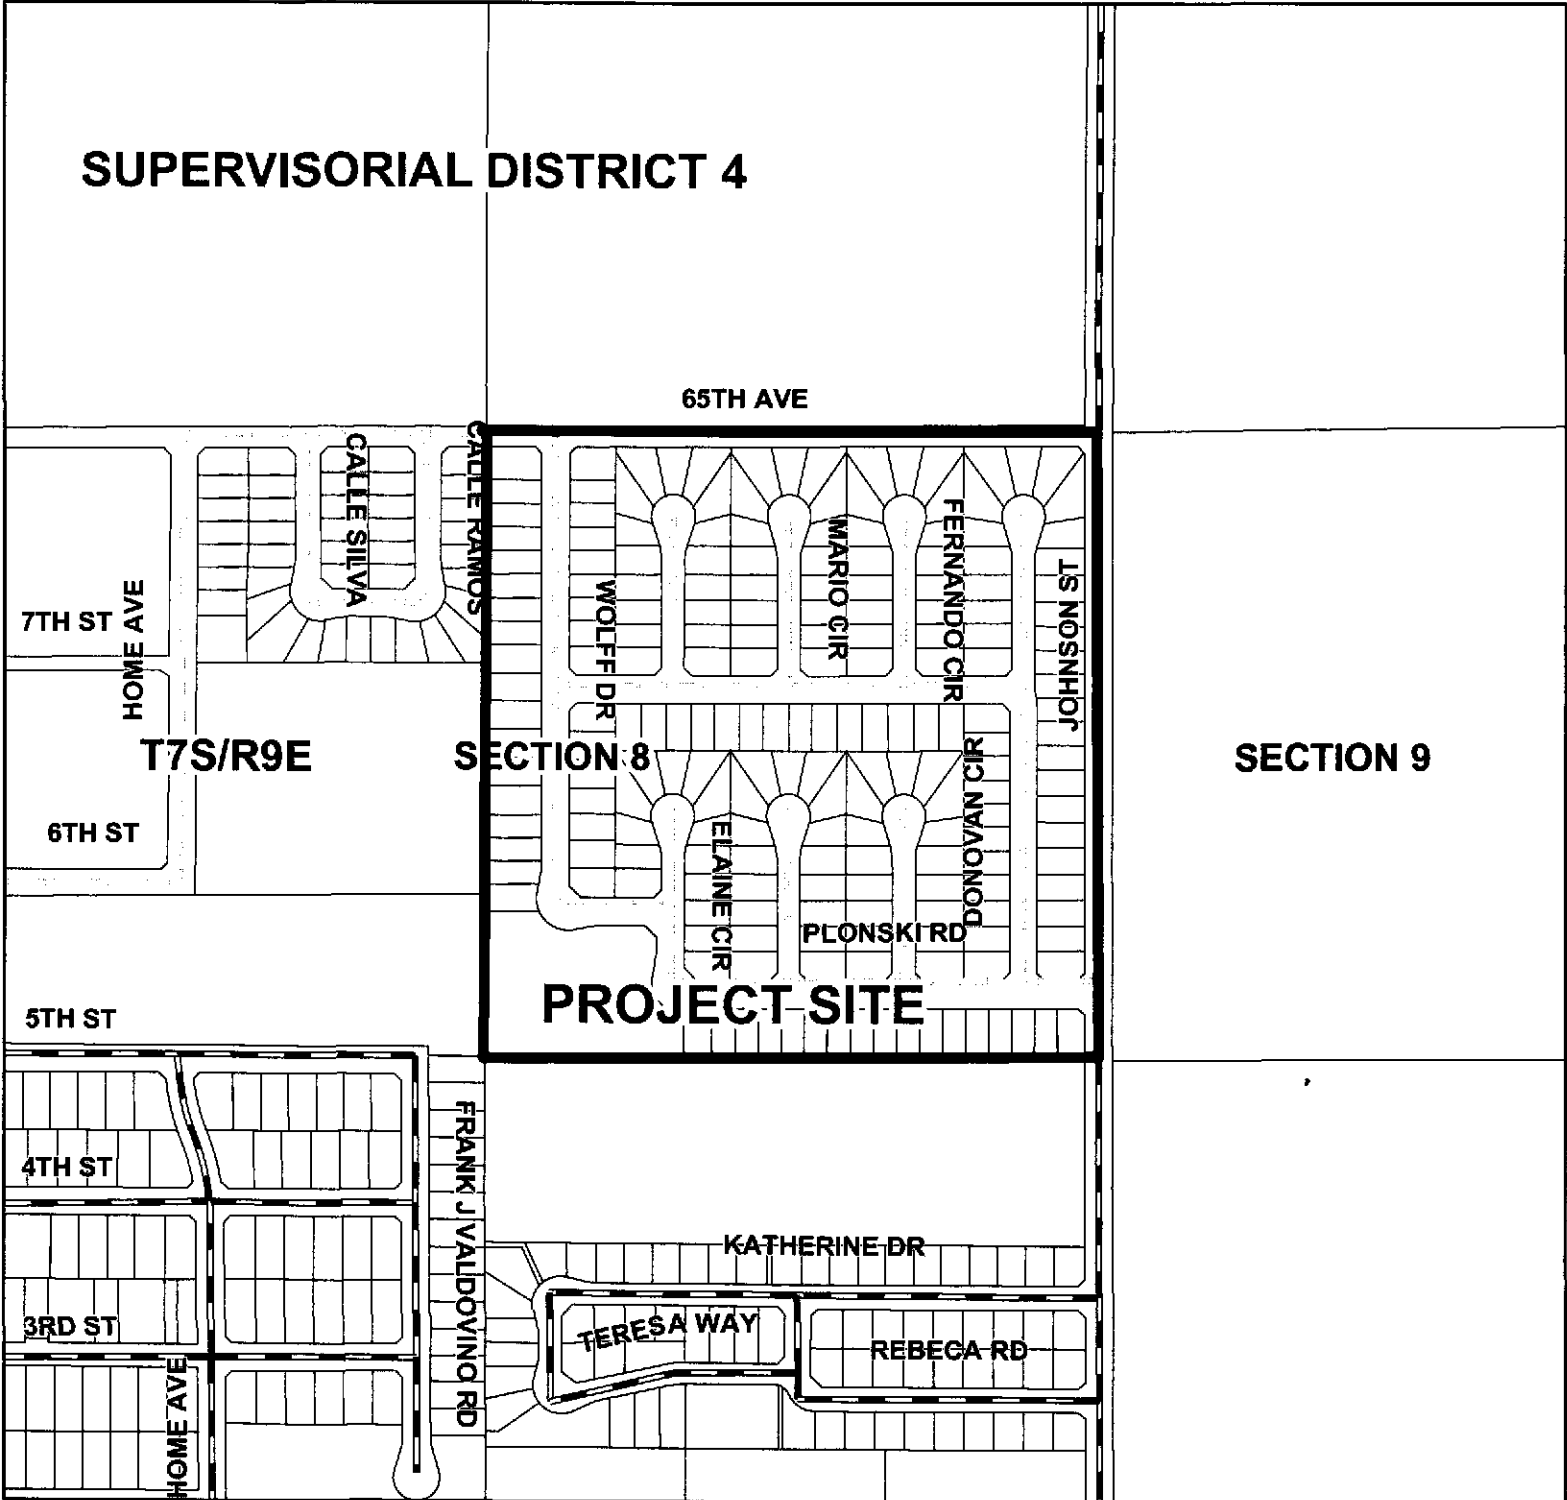 SUPERVISORIAL DISTRICT 4
65TH AVE
CALLE SILVA
CALLE RAMOS
HOME AVE
7TH ST
WOLFF DR
MARIO CIR
FERNANDO CIR
JOHNSON ST
T7S/R9E
SECTION 8
SECTION 9
6TH ST
ELAINE CIR
DONOVAN CIR
PLONSKI RD
PROJECT SITE
5TH ST
4TH ST
FRANK J VALDOVINO RD
KATHERINE DR
3RD ST
TERESA WAY
REBECA RD
HOME AVE